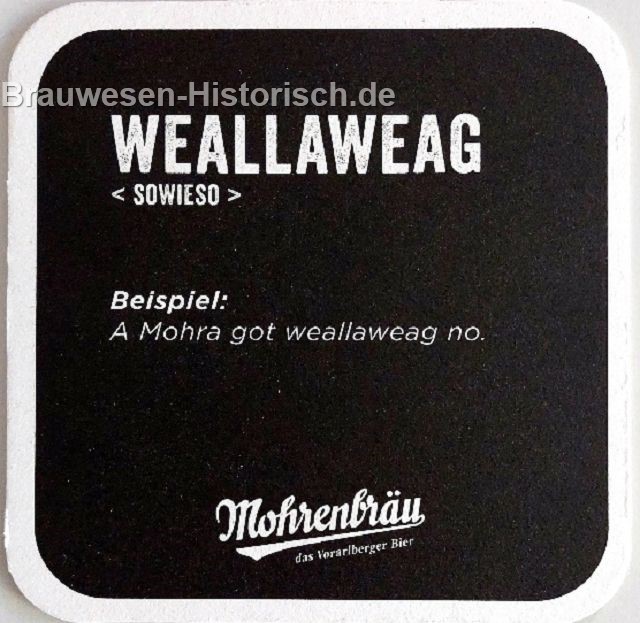 Brauwesen-Historisch.de
WEALLAWEAG
< SOWIESO >
Beispiel:
A Mohra got weallaweag no.
Mohrenbräu
das Vorarlberger Bier